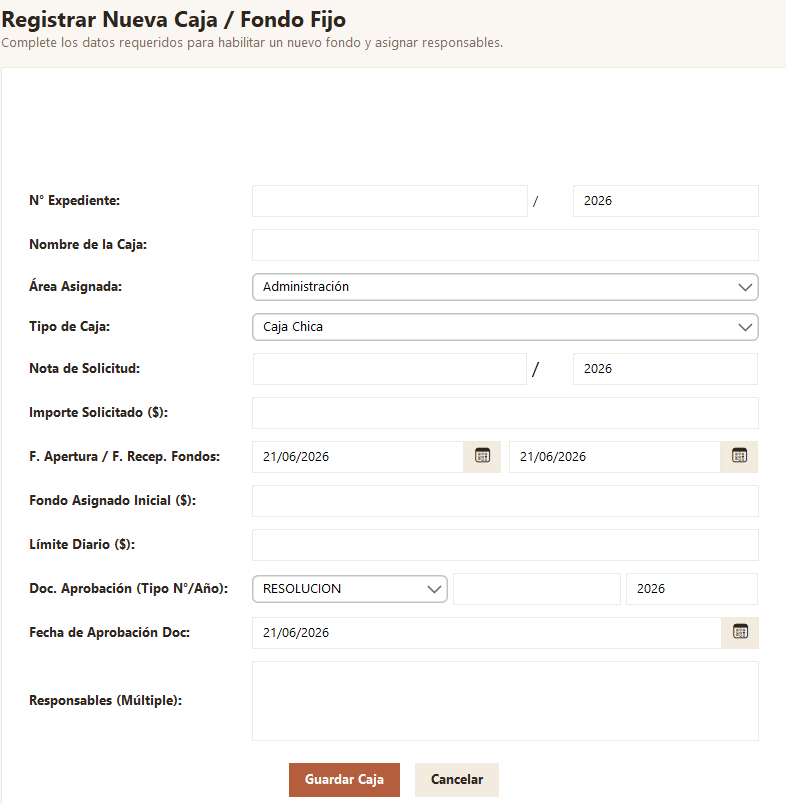 Registrar Nueva Caja / Fondo Fijo
Complete los datos requeridos para habilitar un nuevo fondo y asignar responsables.
N° Expediente: / 2026
Nombre de la Caja:
Área Asignada: Administración
Tipo de Caja: Caja Chica
Nota de Solicitud: / 2026
Importe Solicitado ($):
F. Apertura / F. Recep. Fondos: 21/06/2026 21/06/2026
Fondo Asignado Inicial ($):
Límite Diario ($):
Doc. Aprobación (Tipo N°/Año): RESOLUCION 2026
Fecha de Aprobación Doc: 21/06/2026
Responsables (Múltiple):
Guardar Caja Cancelar